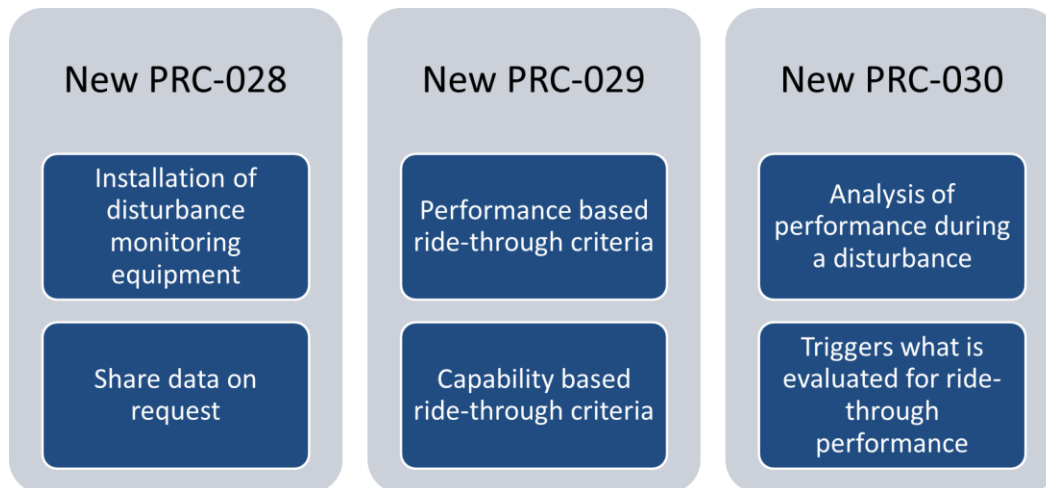 New PRC-028
Installation of
disturbance
monitoring
equipment
Share data on
request
New PRC-029
Performance based
ride-through criteria
Capability based
ride-through criteria
New PRC-030
Analysis of
performance during
a disturbance
Triggers what is
evaluated for ride-
through
performance